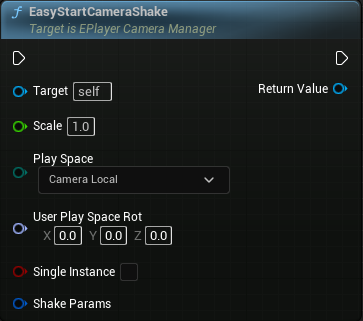 f EasyStartCameraShake
Target is EPlayer Camera Manager
Target self
Return Value
Scale 1.0
Play Space
Camera Local
User Play Space Rot
X 0.0 Y 0.0 Z 0.0
Single Instance
Shake Params